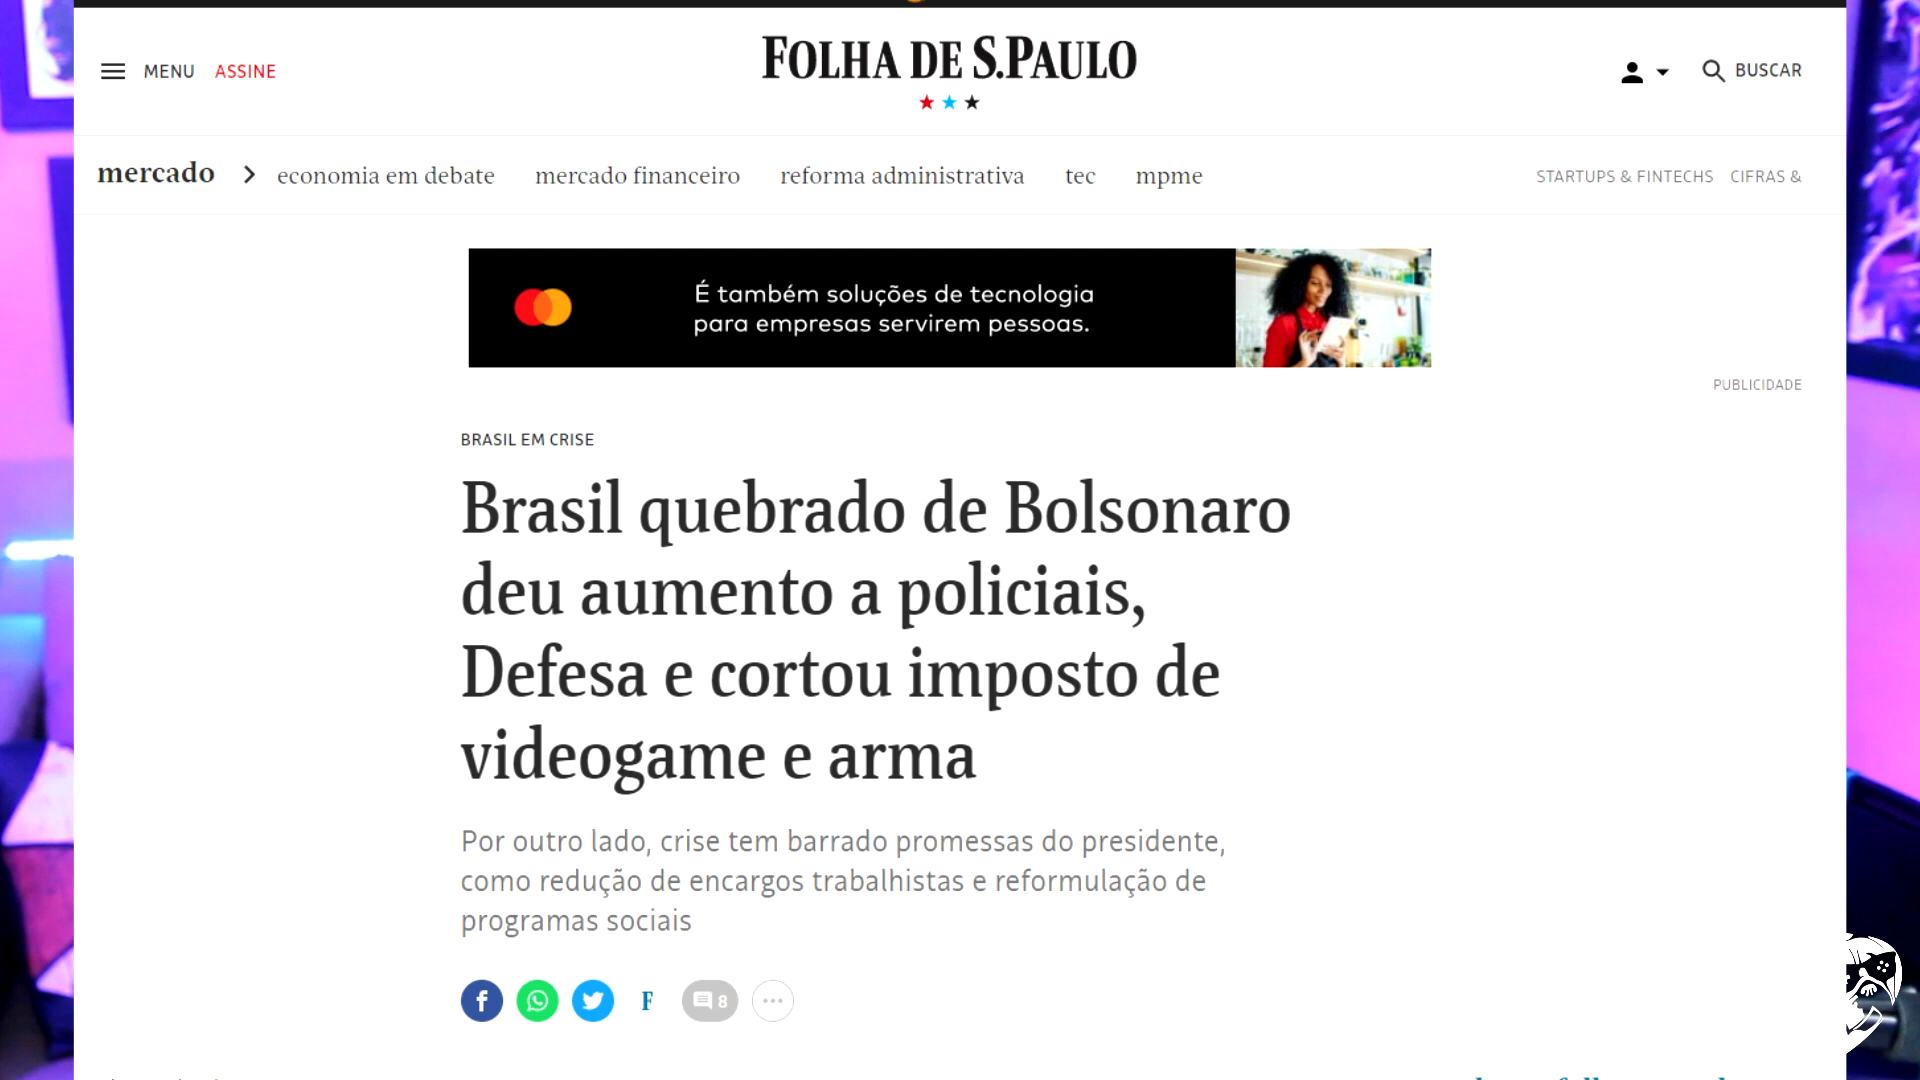 FOLHA DE S.PAULO
MENU ASSINE
BUSCAR
mercado economia em debate mercado financeiro reforma administrativa tec mpme STARTUPS & FINTECHS CIFRAS &
É também soluções de tecnologia
para empresas servirem pessoas.
PUBLICIDADE
BRASIL EM CRISE
Brasil quebrado de Bolsonaro
deu aumento a policiais,
Defesa e cortou imposto de
videogame e arma
Por outro lado, crise tem barrado promessas do presidente,
como redução de encargos trabalhistas e reformulação de
programas sociais
F 8